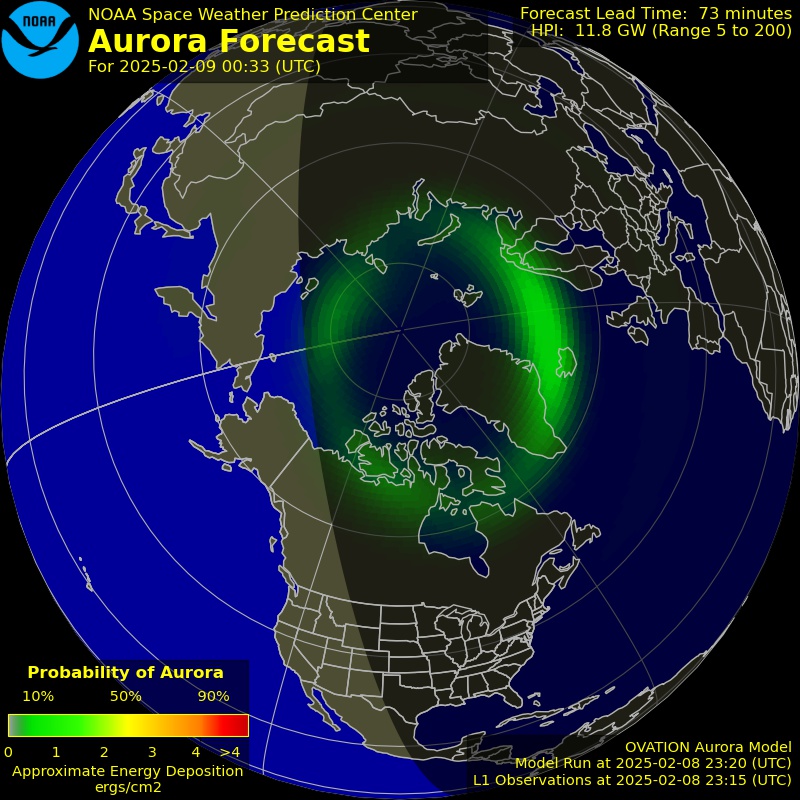 NOAA
NOAA Space Weather Prediction Center
Aurora Forecast
For 2025-02-09 00:33 (UTC)
Forecast Lead Time: 73 minutes
HPI: 11.8 GW (Range 5 to 200)
Probability of Aurora
10% 50% 90%
0 1 2 3 4 >4
Approximate Energy Deposition
ergs/cm2
OVATION Aurora Model
Model Run at 2025-02-08 23:20 (UTC)
L1 Observations at 2025-02-08 23:15 (UTC)